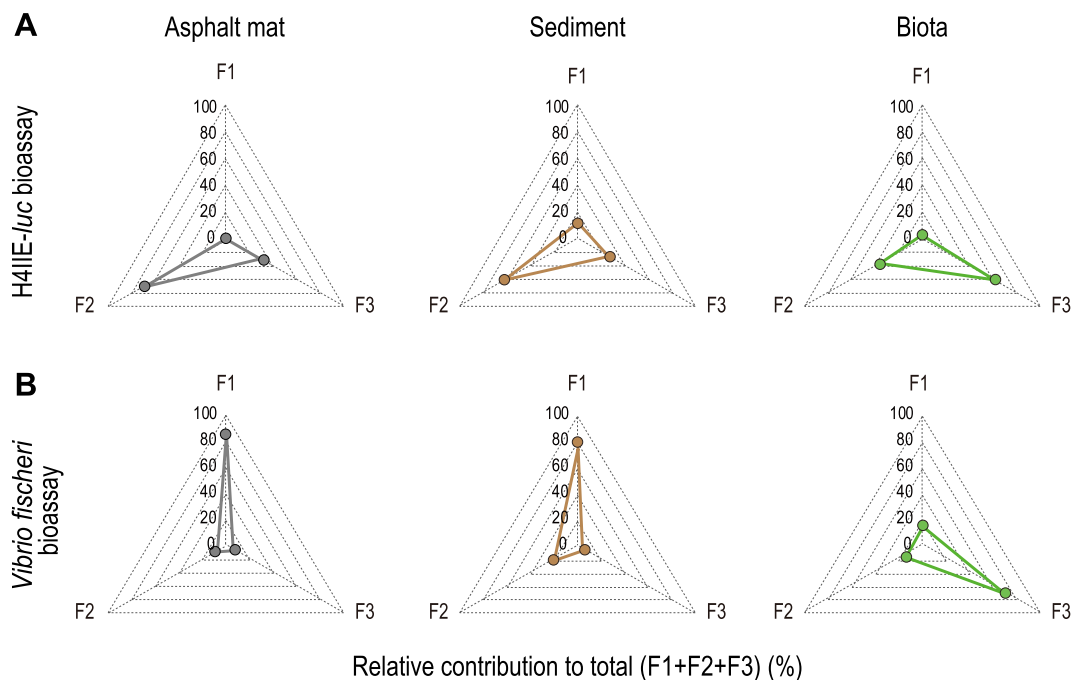 A
Asphalt mat
Sediment
Biota
H4IIE-luc bioassay
F1
100
80
60
40
20
0
F2
F3
F1
100
80
60
40
20
0
F2
F3
F1
100
80
60
40
20
0
F2
F3
B
Vibrio fischeri
bioassay
F1
100
80
60
40
20
0
F2
F3
F1
100
80
60
40
20
0
F2
F3
F1
100
80
60
40
20
0
F2
F3
Relative contribution to total (F1+F2+F3) (%)